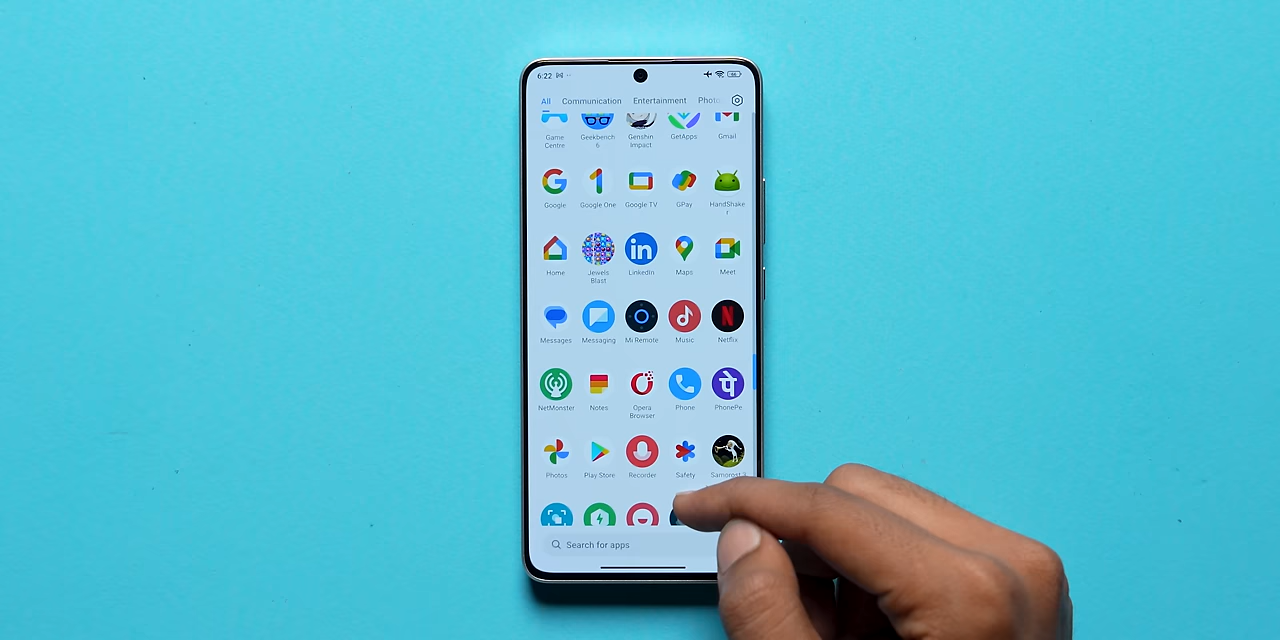 6:22
66
All Communication Entertainment Photo
Game Centre
Geekbench 6
Genshin Impact
GetApps
Gmail
Google
Google One
Google TV
GPay
HandShaker
Home
Jewels Blast
LinkedIn
Maps
Meet
Messages
Messaging
Mi Remote
Music
Netflix
NetMonster
Notes
Opera Browser
Phone
PhonePe
Photos
Play Store
Recorder
Safety
Samorost 3
Search for apps